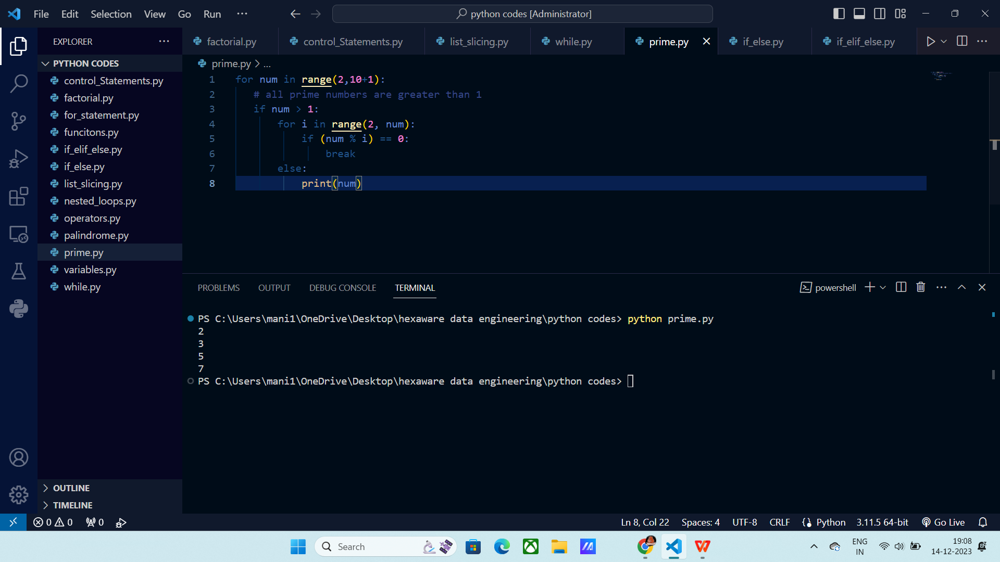 File Edit Selection View Go Run ···
python codes [Administrator]
EXPLORER ···
factorial.py control_Statements.py list_slicing.py while.py prime.py if_else.py if_elif_else.py
PYTHON CODES
control_Statements.py
factorial.py
for_statement.py
funcitons.py
if_elif_else.py
if_else.py
list_slicing.py
nested_loops.py
operators.py
palindrome.py
prime.py
variables.py
while.py
OUTLINE
TIMELINE
prime.py > ...
1 for num in range(2,10+1):
2 # all prime numbers are greater than 1
3 if num > 1:
4 for i in range(2, num):
5 if (num % i) == 0:
6 break
7 else:
8 print(num)
PROBLEMS OUTPUT DEBUG CONSOLE TERMINAL
powershell
PS C:\Users\mani1\OneDrive\Desktop\hexaware data engineering\python codes> python prime.py
2
3
5
7
PS C:\Users\mani1\OneDrive\Desktop\hexaware data engineering\python codes>
0 0 0
Ln 8, Col 22 Spaces: 4 UTF-8 CRLF Python 3.11.5 64-bit Go Live
Search
ENG
IN
19:08
14-12-2023